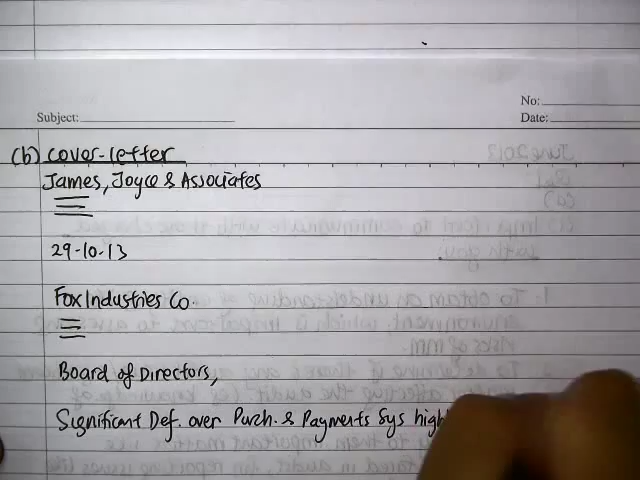 No:
Subject:
Date:
(b) cover-letter
James, Joyce & Associates
29-10-13
Fox Industries Co.
Board of Directors,
Significant Def. over Purch. & Payments Sys high